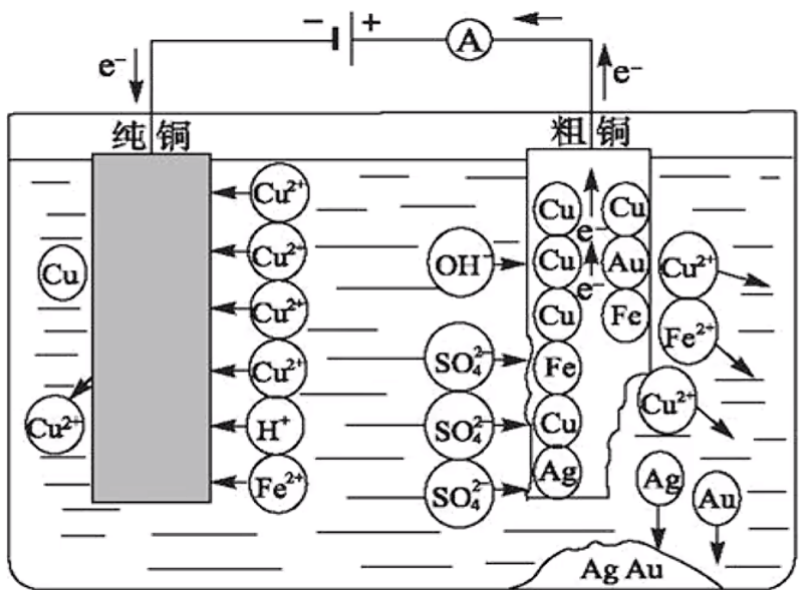 − +
A
e⁻
e⁻
纯铜
粗铜
Cu²⁺
Cu Cu
Cu²⁺
OH⁻
e⁻
Cu
Au
Cu²⁺
Cu
e⁻
Cu²⁺
Cu
Fe
Fe²⁺
Cu²⁺
SO₄²⁻
Fe
Cu²⁺
Cu²⁺
H⁺
SO₄²⁻
Cu
Fe²⁺
SO₄²⁻
Ag
Ag
Au
Ag Au